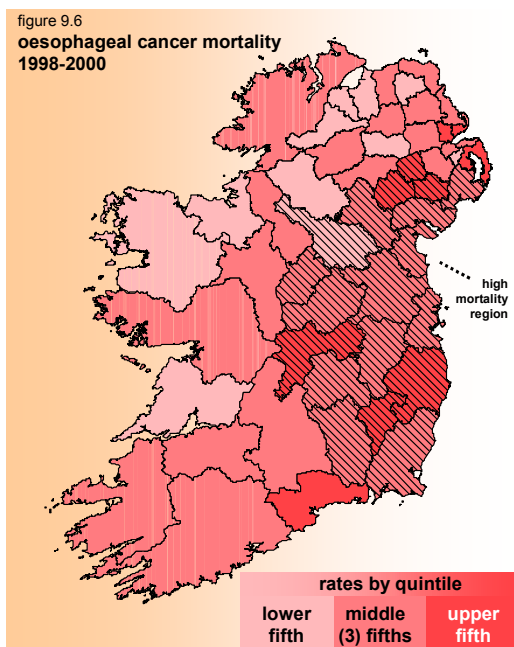 figure 9.6
oesophageal cancer mortality
1998-2000
high
mortality
region
rates by quintile
lower
fifth
middle
(3) fifths
upper
fifth